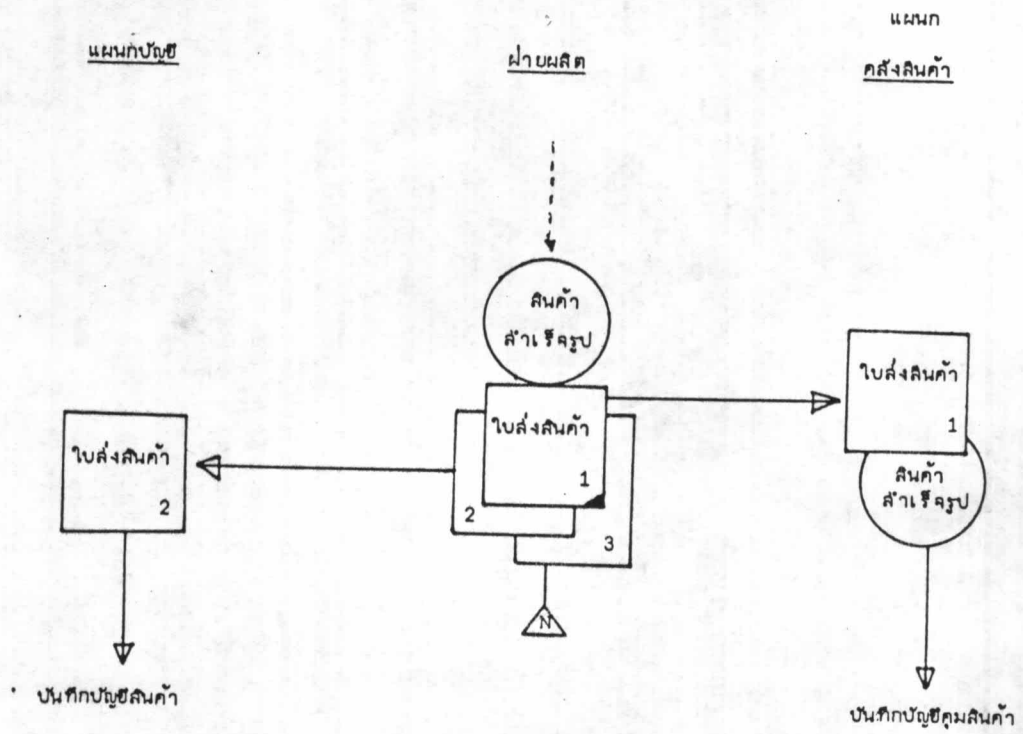 แผนกบัญชี
ฝ่ายผลิต
แผนก
คลังสินค้า
สินค้า
สำเร็จรูป
ใบส่งสินค้า
1
2
3
N
ใบส่งสินค้า
2
บันทึกบัญชีสินค้า
ใบส่งสินค้า
1
สินค้า
สำเร็จรูป
บันทึกบัญชีคุมสินค้า